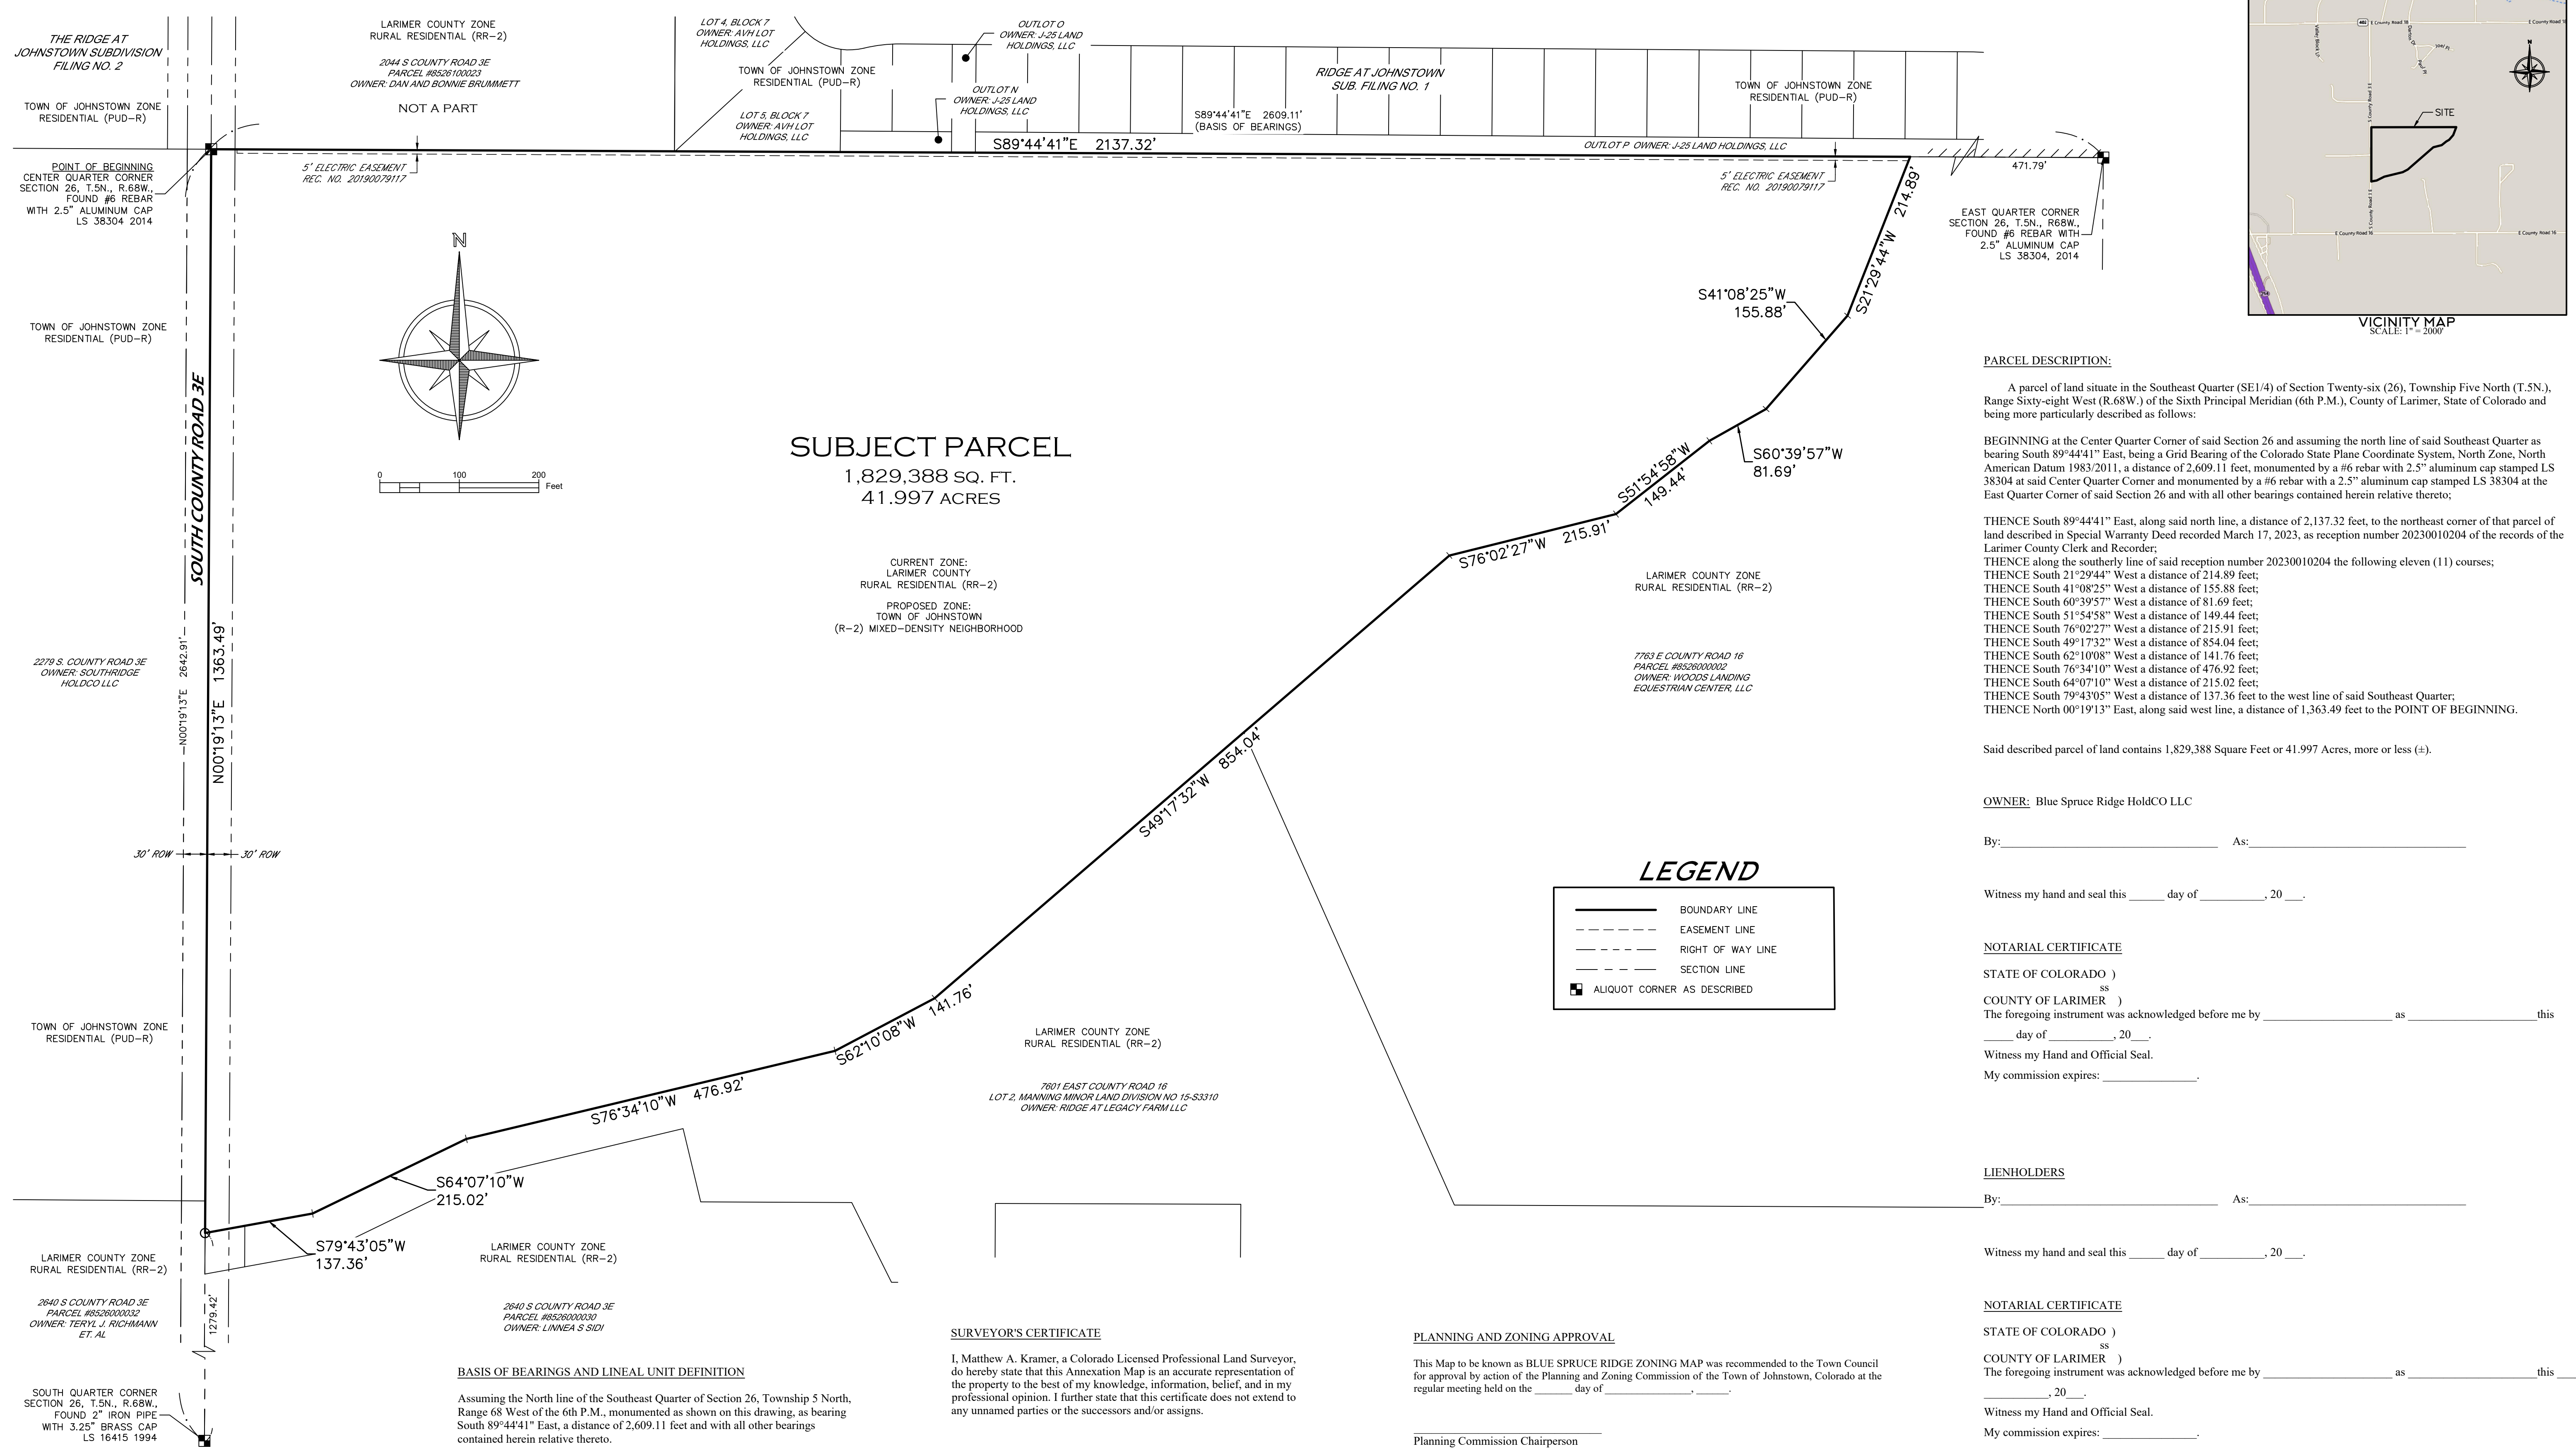 THE RIDGE AT
JOHNSTOWN SUBDIVISION
FILING NO. 2
TOWN OF JOHNSTOWN ZONE
RESIDENTIAL (PUD-R)
LARIMER COUNTY ZONE
RURAL RESIDENTIAL (RR-2)
2044 S COUNTY ROAD 3E
PARCEL #8526100023
OWNER: DAN AND BONNIE BRUMMETT
NOT A PART
LOT 4, BLOCK 7
OWNER: AVH LOT
HOLDINGS, LLC
TOWN OF JOHNSTOWN ZONE
RESIDENTIAL (PUD-R)
LOT 5, BLOCK 7
OWNER: AVH LOT
HOLDINGS, LLC
OUTLOT O
OWNER: J-25 LAND
HOLDINGS, LLC
OUTLOT N
OWNER: J-25 LAND
HOLDINGS, LLC
RIDGE AT JOHNSTOWN
SUB. FILING NO. 1
S89°44'41"E 2609.11'
(BASIS OF BEARINGS)
TOWN OF JOHNSTOWN ZONE
RESIDENTIAL (PUD-R)
S89°44'41"E 2137.32'
OUTLOT P OWNER: J-25 LAND HOLDINGS, LLC
471.79'
POINT OF BEGINNING
CENTER QUARTER CORNER
SECTION 26, T.5N., R.68W.,
FOUND #6 REBAR
WITH 2.5" ALUMINUM CAP
LS 38304 2014
5' ELECTRIC EASEMENT
REC. NO. 20190079117
5' ELECTRIC EASEMENT
REC. NO. 20190079117
EAST QUARTER CORNER
SECTION 26, T.5N., R68W.,
FOUND #6 REBAR WITH
2.5" ALUMINUM CAP
LS 38304, 2014
N
S21°29'44"W 214.89'
S41°08'25"W
155.88'
S60°39'57"W
81.69'
S51°54'58"W
149.44'
S76°02'27"W 215.91'
0 100 200
Feet
SUBJECT PARCEL
1,829,388 SQ. FT.
41.997 ACRES
CURRENT ZONE:
LARIMER COUNTY
RURAL RESIDENTIAL (RR-2)
PROPOSED ZONE:
TOWN OF JOHNSTOWN
(R-2) MIXED-DENSITY NEIGHBORHOOD
TOWN OF JOHNSTOWN ZONE
RESIDENTIAL (PUD-R)
SOUTH COUNTY ROAD 3E
N00°19'13"E 2642.91'
N00°19'13"E 1363.49'
2279 S. COUNTY ROAD 3E
OWNER: SOUTHRIDGE
HOLDCO LLC
30' ROW
30' ROW
LARIMER COUNTY ZONE
RURAL RESIDENTIAL (RR-2)
7763 E COUNTY ROAD 16
PARCEL #8526000002
OWNER: WOODS LANDING
EQUESTRIAN CENTER, LLC
S49°17'32"W 854.04'
S62°10'08"W 141.76'
S76°34'10"W 476.92'
S64°07'10"W
215.02'
S79°43'05"W
137.36'
LEGEND
BOUNDARY LINE
EASEMENT LINE
RIGHT OF WAY LINE
SECTION LINE
ALIQUOT CORNER AS DESCRIBED
TOWN OF JOHNSTOWN ZONE
RESIDENTIAL (PUD-R)
LARIMER COUNTY ZONE
RURAL RESIDENTIAL (RR-2)
7601 EAST COUNTY ROAD 16
LOT 2, MANNING MINOR LAND DIVISION NO 15-S3310
OWNER: RIDGE AT LEGACY FARM LLC
LARIMER COUNTY ZONE
RURAL RESIDENTIAL (RR-2)
2640 S COUNTY ROAD 3E
PARCEL #8526000032
OWNER: TERYL J. RICHMANN
ET. AL
1279.42'
LARIMER COUNTY ZONE
RURAL RESIDENTIAL (RR-2)
2640 S COUNTY ROAD 3E
PARCEL #8526000030
OWNER: LINNEA S SIDI
SOUTH QUARTER CORNER
SECTION 26, T.5N., R.68W.,
FOUND 2" IRON PIPE
WITH 3.25" BRASS CAP
LS 16415 1994
BASIS OF BEARINGS AND LINEAL UNIT DEFINITION
Assuming the North line of the Southeast Quarter of Section 26, Township 5 North,
Range 68 West of the 6th P.M., monumented as shown on this drawing, as bearing
South 89°44'41" East, a distance of 2,609.11 feet and with all other bearings
contained herein relative thereto.
SURVEYOR'S CERTIFICATE
I, Matthew A. Kramer, a Colorado Licensed Professional Land Surveyor,
do hereby state that this Annexation Map is an accurate representation of
the property to the best of my knowledge, information, belief, and in my
professional opinion. I further state that this certificate does not extend to
any unnamed parties or the successors and/or assigns.
PLANNING AND ZONING APPROVAL
This Map to be known as BLUE SPRUCE RIDGE ZONING MAP was recommended to the Town Council
for approval by action of the Planning and Zoning Commission of the Town of Johnstown, Colorado at the
regular meeting held on the _______ day of ________________, ______.
Planning Commission Chairperson
E County Road 18
402
E County Road 18
Valley Block Ln
Joel Pl
Paul Pl
N
S County Road 3 E
SITE
S County Road 3 E
E County Road 16
E County Road 16
VICINITY MAP
SCALE: 1" = 2000'
PARCEL DESCRIPTION:
A parcel of land situate in the Southeast Quarter (SE1/4) of Section Twenty-six (26), Township Five North (T.5N.),
Range Sixty-eight West (R.68W.) of the Sixth Principal Meridian (6th P.M.), County of Larimer, State of Colorado and
being more particularly described as follows:
BEGINNING at the Center Quarter Corner of said Section 26 and assuming the north line of said Southeast Quarter as
bearing South 89°44'41” East, being a Grid Bearing of the Colorado State Plane Coordinate System, North Zone, North
American Datum 1983/2011, a distance of 2,609.11 feet, monumented by a #6 rebar with 2.5” aluminum cap stamped LS
38304 at said Center Quarter Corner and monumented by a #6 rebar with a 2.5” aluminum cap stamped LS 38304 at the
East Quarter Corner of said Section 26 and with all other bearings contained herein relative thereto;
THENCE South 89°44'41” East, along said north line, a distance of 2,137.32 feet, to the northeast corner of that parcel of
land described in Special Warranty Deed recorded March 17, 2023, as reception number 20230010204 of the records of the
Larimer County Clerk and Recorder;
THENCE along the southerly line of said reception number 20230010204 the following eleven (11) courses;
THENCE South 21°29'44” West a distance of 214.89 feet;
THENCE South 41°08'25” West a distance of 155.88 feet;
THENCE South 60°39'57” West a distance of 81.69 feet;
THENCE South 51°54'58” West a distance of 149.44 feet;
THENCE South 76°02'27” West a distance of 215.91 feet;
THENCE South 49°17'32” West a distance of 854.04 feet;
THENCE South 62°10'08” West a distance of 141.76 feet;
THENCE South 76°34'10” West a distance of 476.92 feet;
THENCE South 64°07'10” West a distance of 215.02 feet;
THENCE South 79°43'05” West a distance of 137.36 feet to the west line of said Southeast Quarter;
THENCE North 00°19'13” East, along said west line, a distance of 1,363.49 feet to the POINT OF BEGINNING.
Said described parcel of land contains 1,829,388 Square Feet or 41.997 Acres, more or less (±).
OWNER: Blue Spruce Ridge HoldCO LLC
By:____________________ As:____________________
Witness my hand and seal this ______ day of ___________, 20 ___.
NOTARIAL CERTIFICATE
STATE OF COLORADO )
ss
COUNTY OF LARIMER )
The foregoing instrument was acknowledged before me by ____________________ as ____________________this
_____ day of ___________, 20___.
Witness my Hand and Official Seal.
My commission expires: ________________.
LIENHOLDERS
By:____________________ As:____________________
Witness my hand and seal this ______ day of ___________, 20 ___.
NOTARIAL CERTIFICATE
STATE OF COLORADO )
ss
COUNTY OF LARIMER )
The foregoing instrument was acknowledged before me by ____________________ as ____________________this ___
___________, 20___.
Witness my Hand and Official Seal.
My commission expires: ________________.